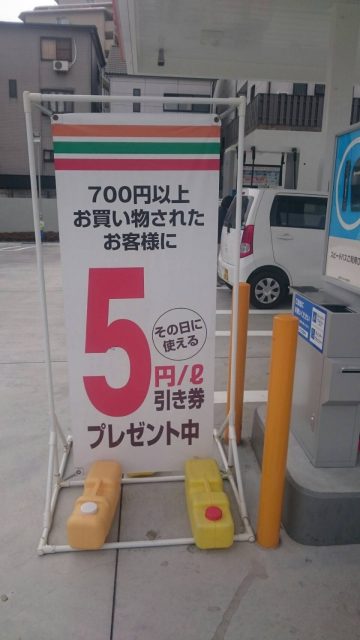 700円以上
お買い物された
お客様に
5
その日に
使える
円/ℓ
引き券
プレゼント中